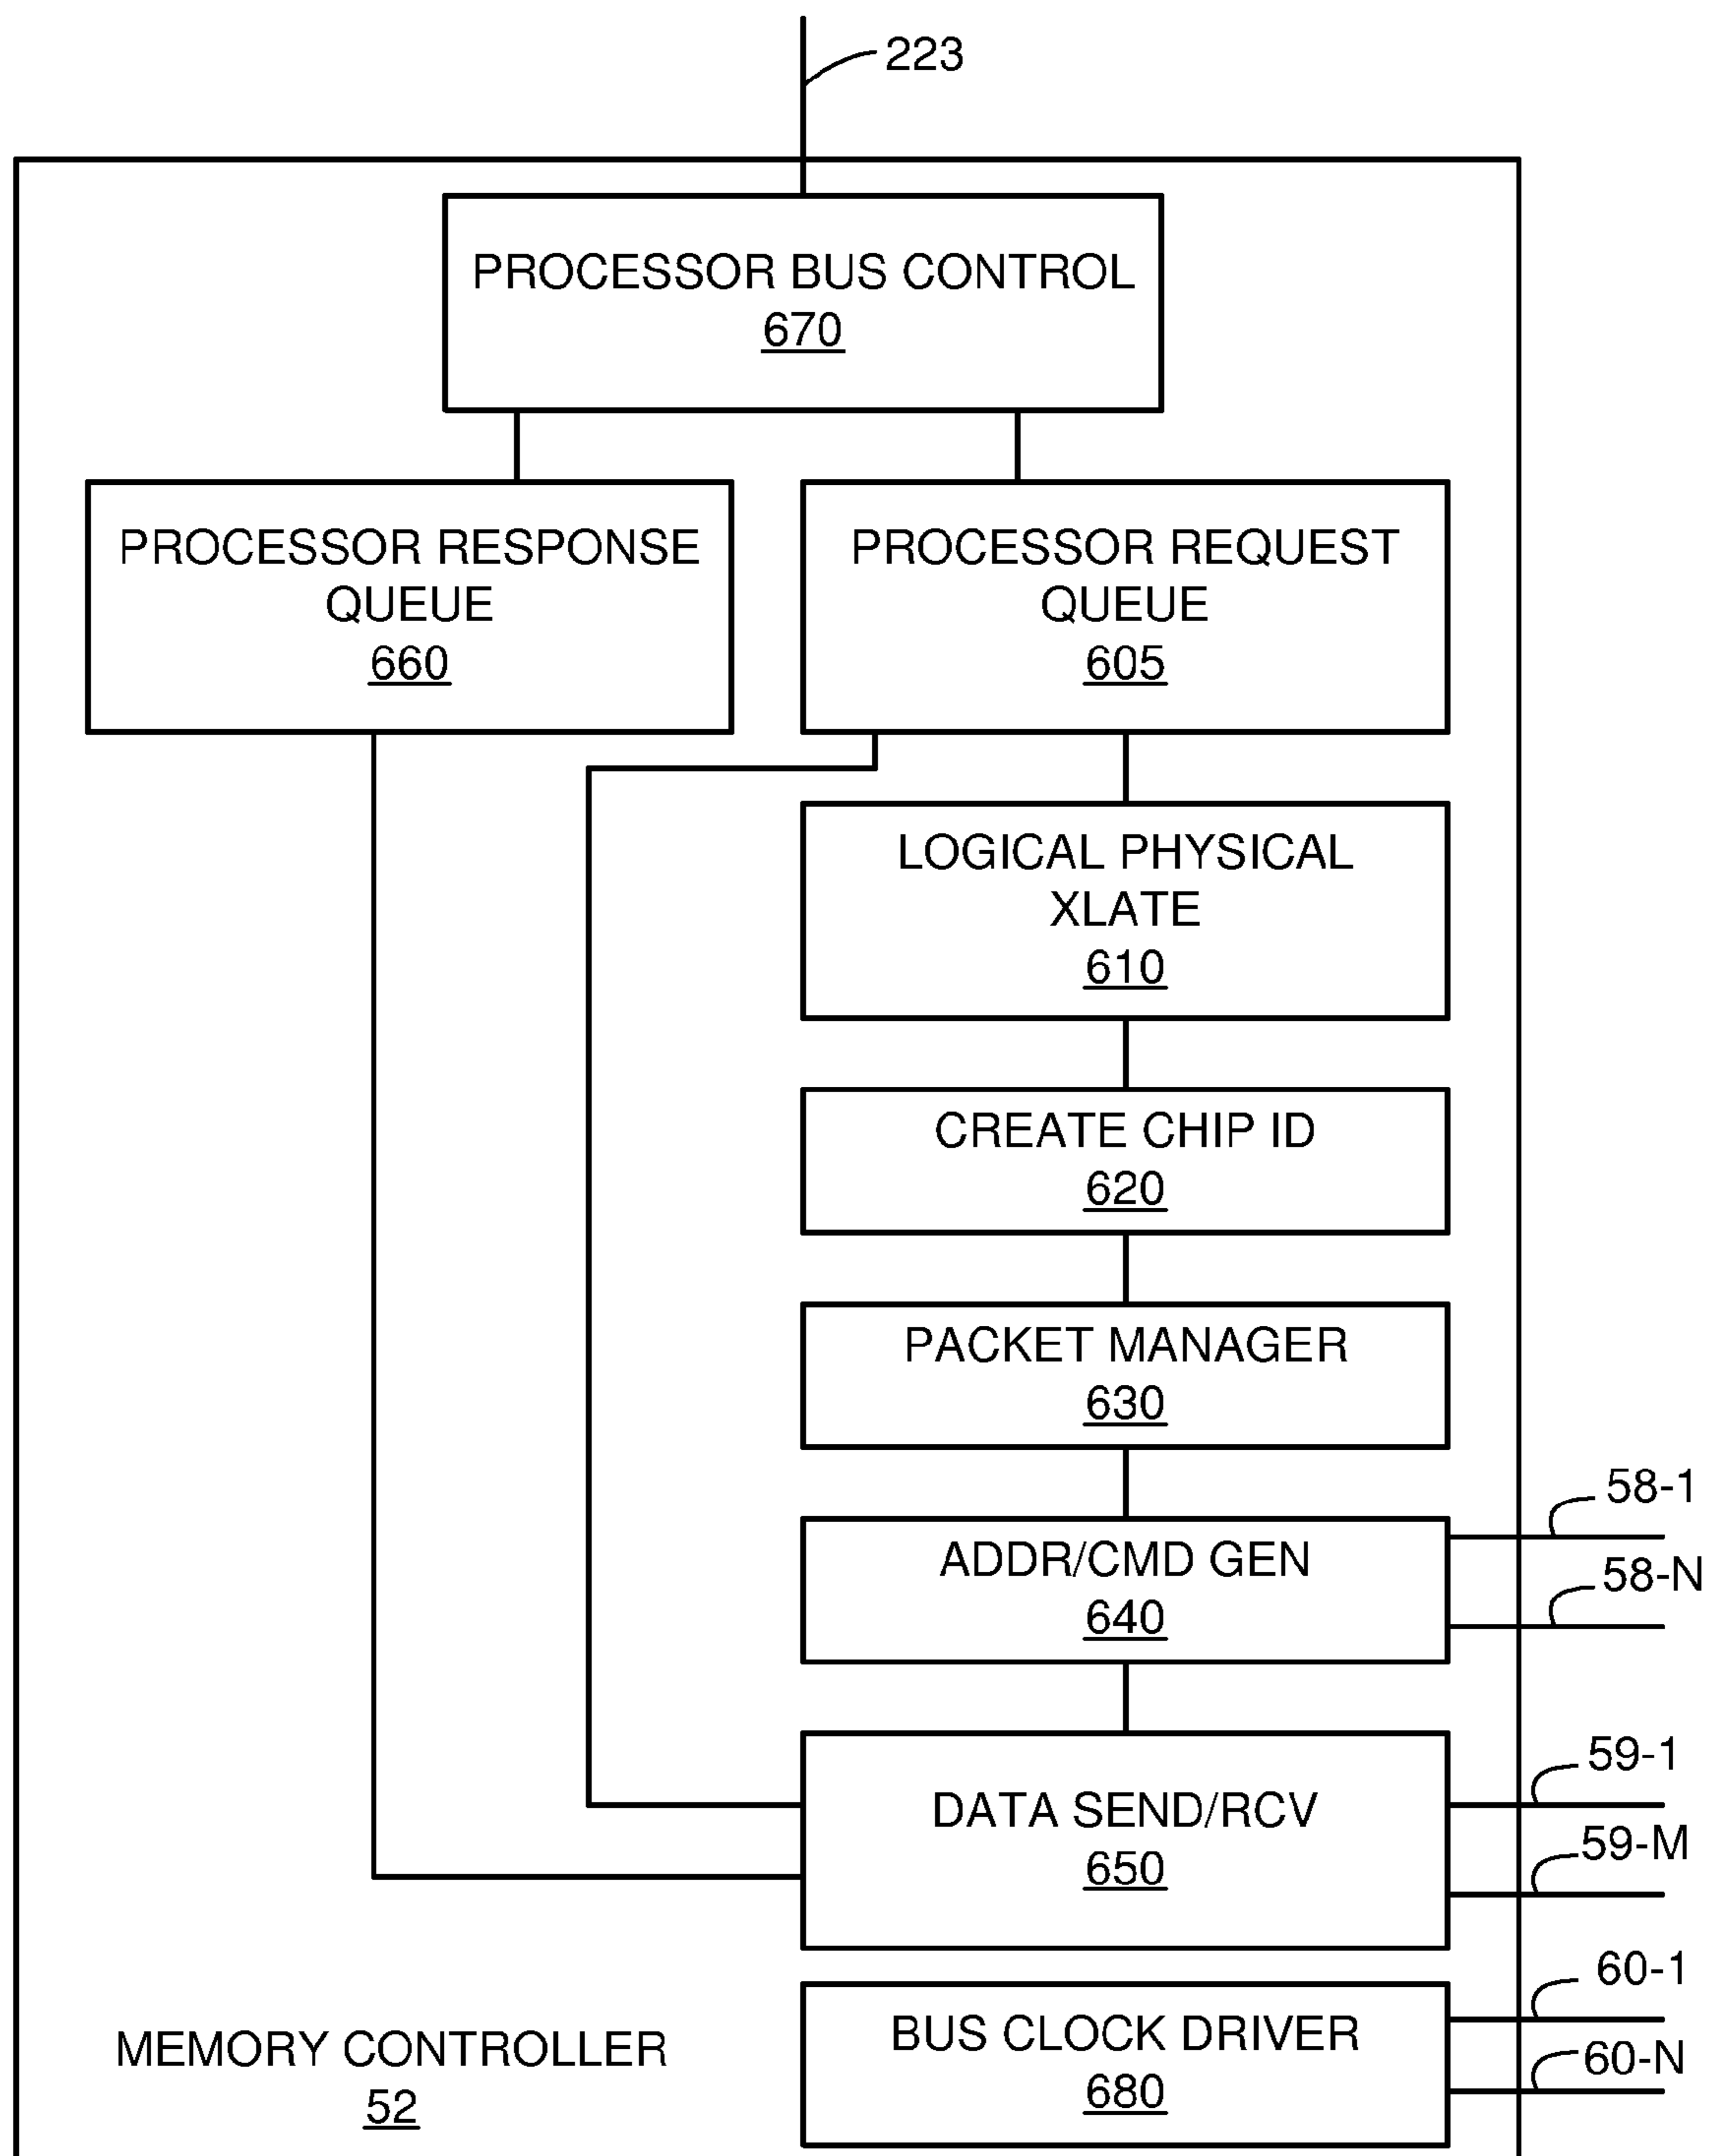 223
PROCESSOR BUS CONTROL
670
PROCESSOR RESPONSE
QUEUE
660
PROCESSOR REQUEST
QUEUE
605
LOGICAL PHYSICAL
XLATE
610
CREATE CHIP ID
620
PACKET MANAGER
630
58-1
ADDR/CMD GEN
640
58-N
59-1
DATA SEND/RCV
650
59-M
60-1
BUS CLOCK DRIVER
680
60-N
MEMORY CONTROLLER
52